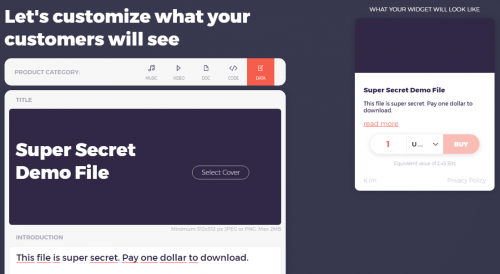 Let's customize what your
customers will see
PRODUCT CATEGORY:
MUSIC
VIDEO
DOC
CODE
DATA
TITLE
Super Secret
Demo File
Select Cover
Minimum 512x512 px JPEG or PNG. Max 2MB
INTRODUCTION
This file is super secret. Pay one dollar to download.
WHAT YOUR WIDGET WILL LOOK LIKE
Super Secret Demo File
This file is super secret. Pay one dollar to
download.
read more
1
U...
BUY
Equivalent value of 2.45 Bits
Privacy Policy